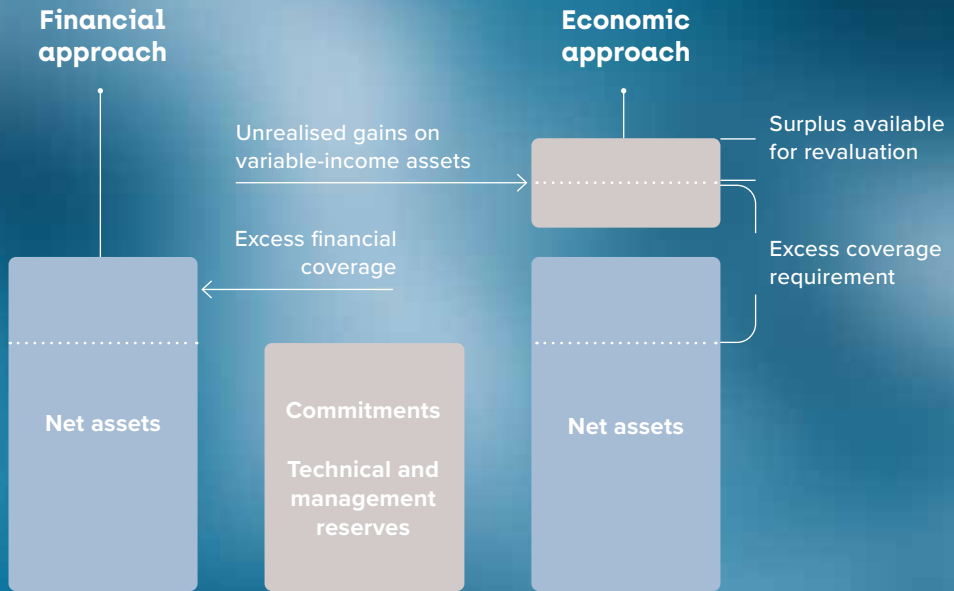 Financial
approach
Economic
approach
Unrealised gains on
variable-income assets
Surplus available
for revaluation
Excess financial
coverage
Excess coverage
requirement
Net assets
Commitments
Technical and
management
reserves
Net assets